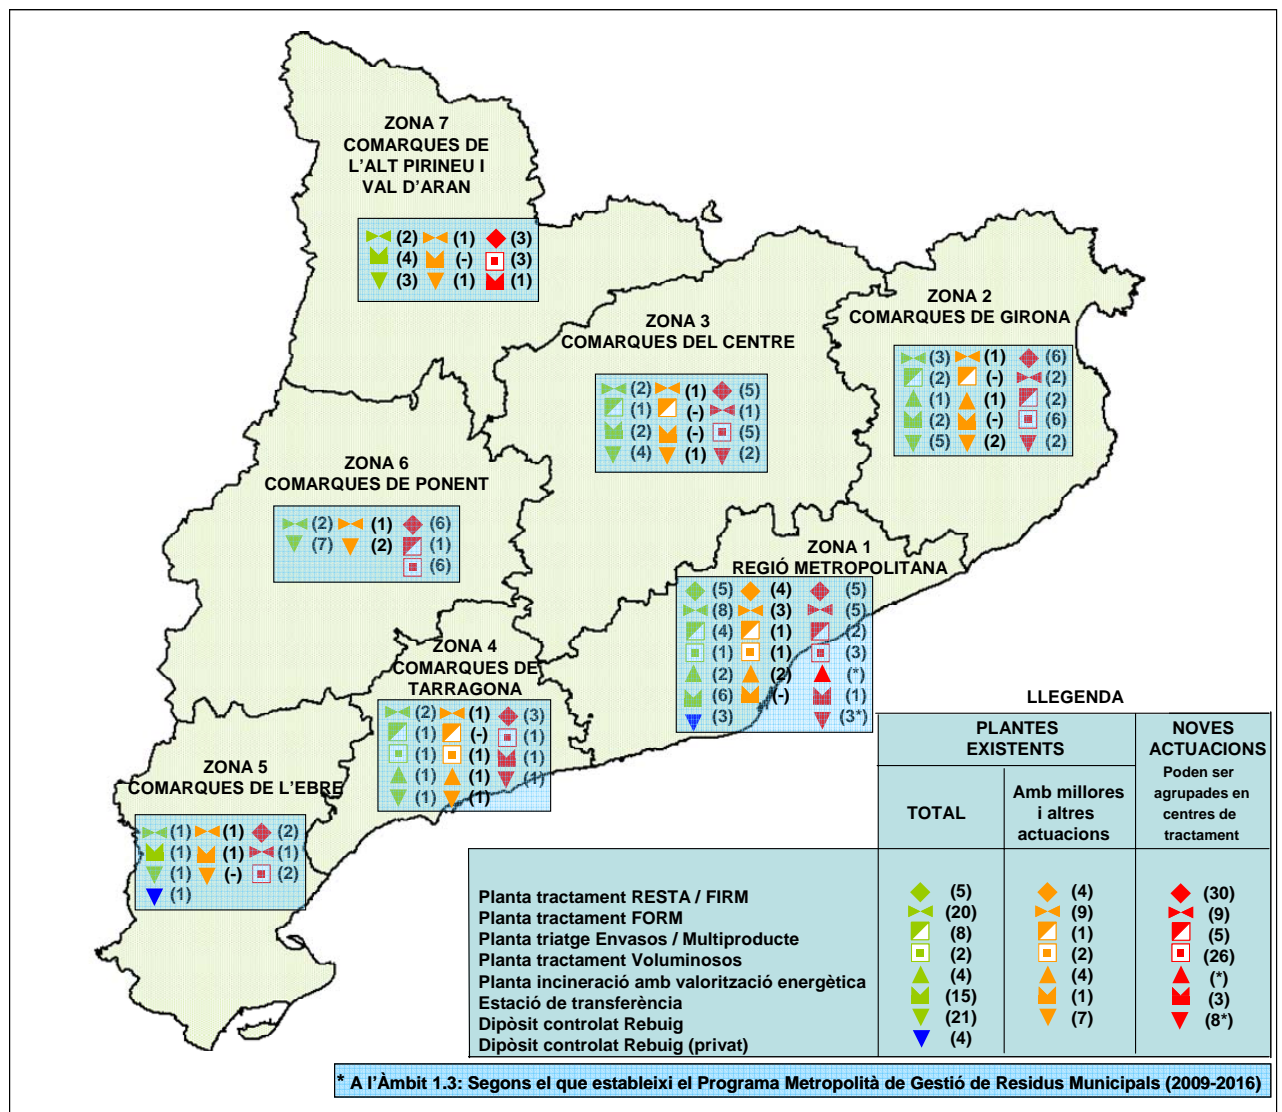 ZONA 7
COMARQUES DE
L'ALT PIRINEU I
VAL D'ARAN
(2) (1) (3)
(4) (-) (3)
(3) (1) (1)
ZONA 2
COMARQUES DE GIRONA
(3) (1) (6)
(2) (-) (2)
(1) (1) (2)
(2) (-) (6)
(5) (2) (2)
ZONA 3
COMARQUES DEL CENTRE
(2) (1) (5)
(1) (-) (1)
(2) (-) (5)
(4) (1) (2)
ZONA 6
COMARQUES DE PONENT
(2) (1) (6)
(7) (2) (1)
(6)
ZONA 1
REGIÓ METROPOLITANA
(5) (4) (5)
(8) (3) (5)
(4) (1) (2)
(1) (1) (3)
(2) (2) (*)
(6) (-) (1)
(3) (3*)
ZONA 4
COMARQUES DE
TARRAGONA
(2) (1) (3)
(1) (-) (1)
(1) (1) (1)
(1) (1) (1)
(1) (1)
ZONA 5
COMARQUES DE L'EBRE
(1) (1) (2)
(1) (1) (1)
(1) (-) (2)
(1)
LLEGENDA
PLANTES
EXISTENTS
NOVES
ACTUACIONS
Poden ser
agrupades en
centres de
tractament
TOTAL
Amb millores
i altres
actuacions
Planta tractament RESTA / FIRM (5) (4) (30)
Planta tractament FORM (20) (9) (9)
Planta triatge Envasos / Multiproducte (8) (1) (5)
Planta tractament Voluminosos (2) (2) (26)
Planta incineració amb valorització energètica (4) (4) (*)
Estació de transferència (15) (1) (3)
Dipòsit controlat Rebuig (21) (7) (8*)
Dipòsit controlat Rebuig (privat) (4)
* A l'Àmbit 1.3: Segons el que estableixi el Programa Metropolità de Gestió de Residus Municipals (2009-2016)